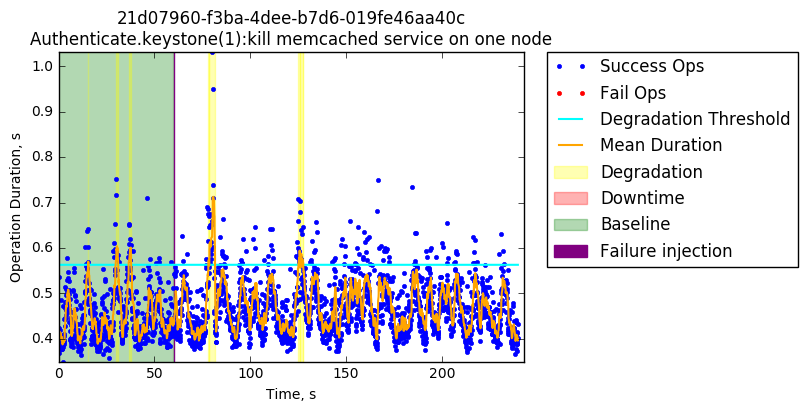 21d07960-f3ba-4dee-b7d6-019fe46aa40c
Authenticate.keystone(1):kill memcached service on one node
1.0
0.9
0.8
0.7
0.6
0.5
0.4
Operation Duration, s
0 50 100 150 200
Time, s
Success Ops
Fail Ops
Degradation Threshold
Mean Duration
Degradation
Downtime
Baseline
Failure injection